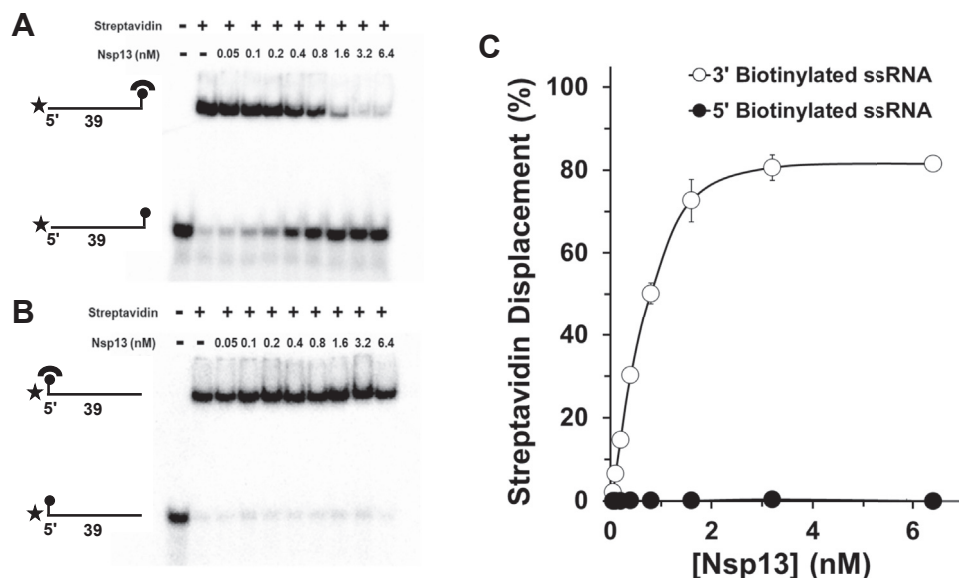 A
Streptavidin - + + + + + + + + +
Nsp13 (nM) - - 0.05 0.1 0.2 0.4 0.8 1.6 3.2 6.4
5' 39
5' 39
B
Streptavidin - + + + + + + + + +
Nsp13 (nM) - - 0.05 0.1 0.2 0.4 0.8 1.6 3.2 6.4
5' 39
5' 39
C
3' Biotinylated ssRNA
5' Biotinylated ssRNA
Streptavidin Displacement (%)
100
80
60
40
20
0
0 2 4 6
[Nsp13] (nM)